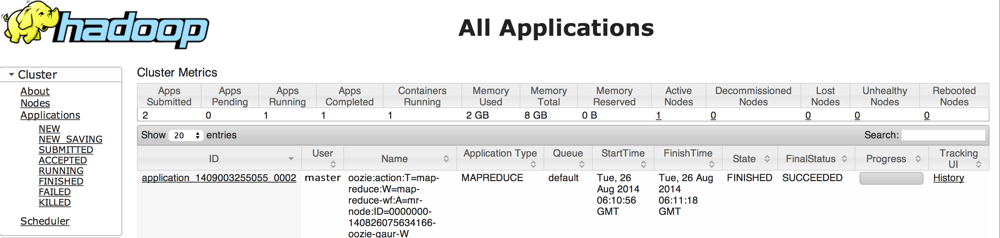 hadoop
All Applications
Cluster
About
Nodes
Applications
NEW
NEW_SAVING
SUBMITTED
ACCEPTED
RUNNING
FINISHED
FAILED
KILLED
Scheduler
Cluster Metrics
Apps Submitted Apps Pending Apps Running Apps Completed Containers Running Memory Used Memory Total Memory Reserved Active Nodes Decommissioned Nodes Lost Nodes Unhealthy Nodes Rebooted Nodes
2 0 1 1 1 2 GB 8 GB 0 B 1 0 0 0 0
Show 20 entries Search:
ID User Name Application Type Queue StartTime FinishTime State FinalStatus Progress Tracking UI
application_1409003255055_0002 master oozie:action:T=map- MAPREDUCE default Tue, 26 Tue, 26 Aug FINISHED SUCCEEDED History
reduce:W=map- Aug 2014 2014
reduce-wf:A=mr- 06:10:56 06:11:18
node:ID=0000000- GMT GMT
140826075634166-
oozie-gaur-W